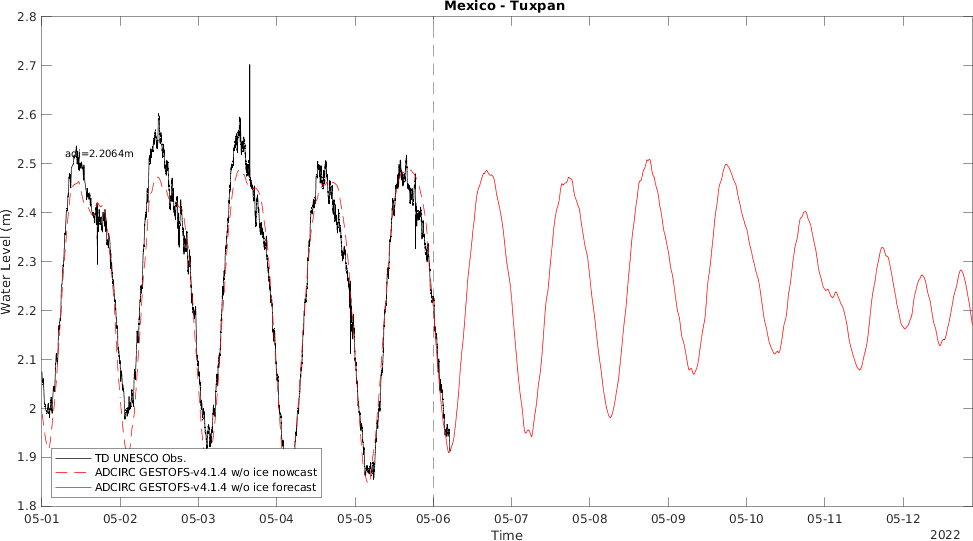 Mexico - Tuxpan
2.8
2.7
2.6
2.5
2.4
2.3
2.2
2.1
2
1.9
1.8
Water Level (m)
adj=2.2064m
TD UNESCO Obs.
ADCIRC GESTOFS-v4.1.4 w/o ice nowcast
ADCIRC GESTOFS-v4.1.4 w/o ice forecast
05-01 05-02 05-03 05-04 05-05 05-06 05-07 05-08 05-09 05-10 05-11 05-12
Time
2022